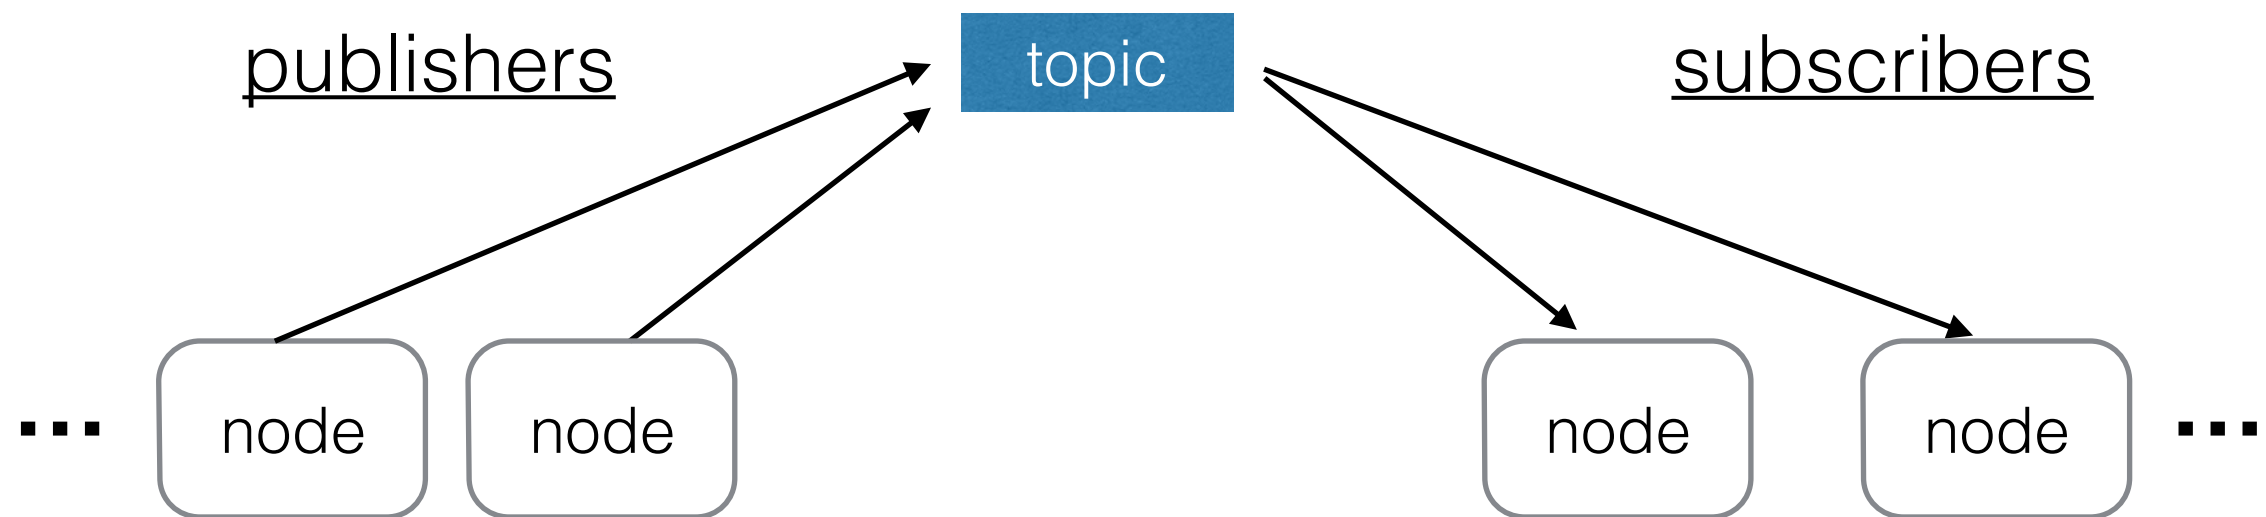 publishers
topic
subscribers
... node node node node ...